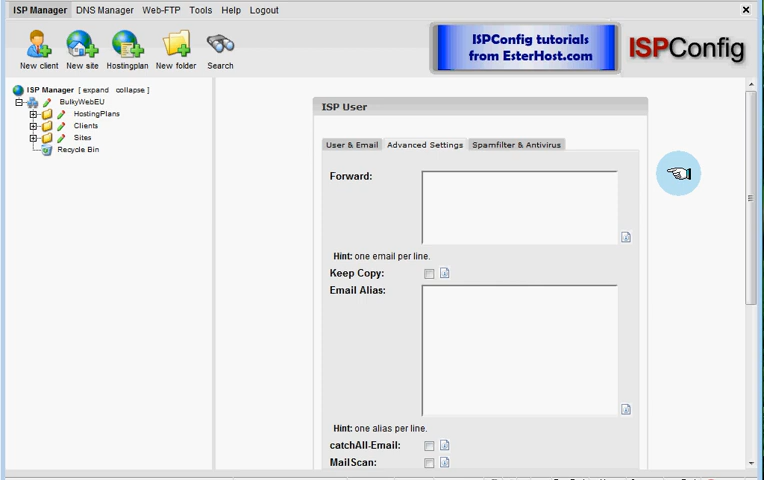 ISP Manager DNS Manager Web-FTP Tools Help Logout
New client New site Hostingplan New folder Search
ISPConfig tutorials
from EsterHost.com
ISPConfig
ISP Manager [ expand collapse ]
BulkyWebEU
HostingPlans
Clients
Sites
Recycle Bin
ISP User
User & Email Advanced Settings Spamfilter & Antivirus
Forward:
Hint: one email per line.
Keep Copy:
Email Alias:
Hint: one alias per line.
catchAll-Email:
MailScan: